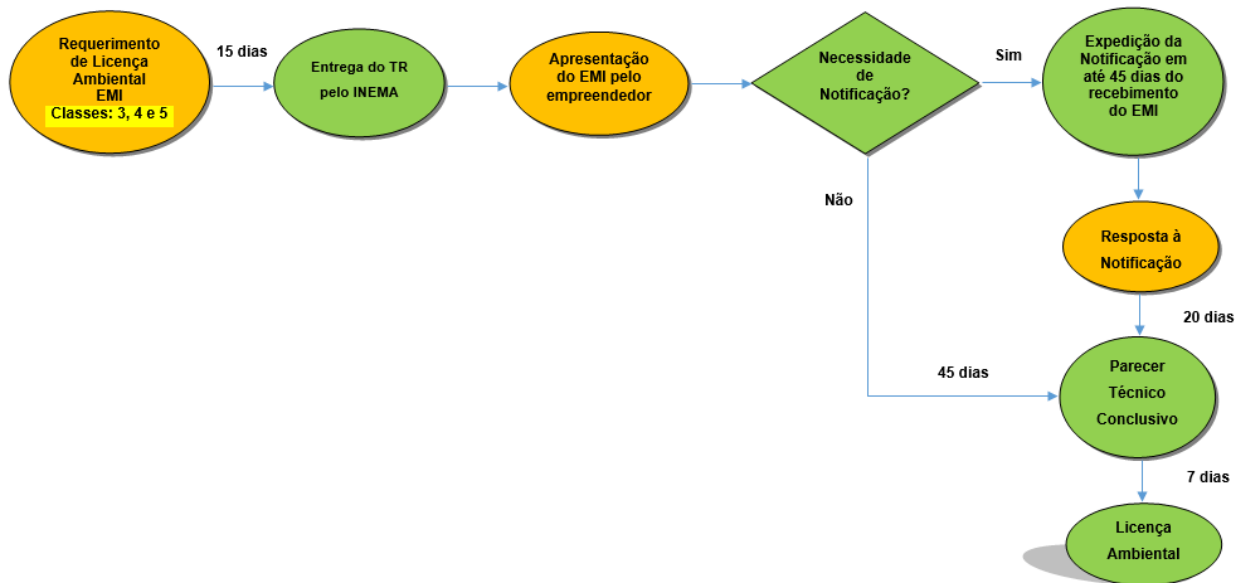 Requerimento
de Licença
Ambiental
EMI
Classes: 3, 4 e 5
15 dias
Entrega do TR
pelo INEMA
Apresentação
do EMI pelo
empreendedor
Necessidade
de
Notificação?
Sim
Expedição da
Notificação em
até 45 dias do
recebimento
do EMI
Não
Resposta à
Notificação
20 dias
45 dias
Parecer
Técnico
Conclusivo
7 dias
Licença
Ambiental